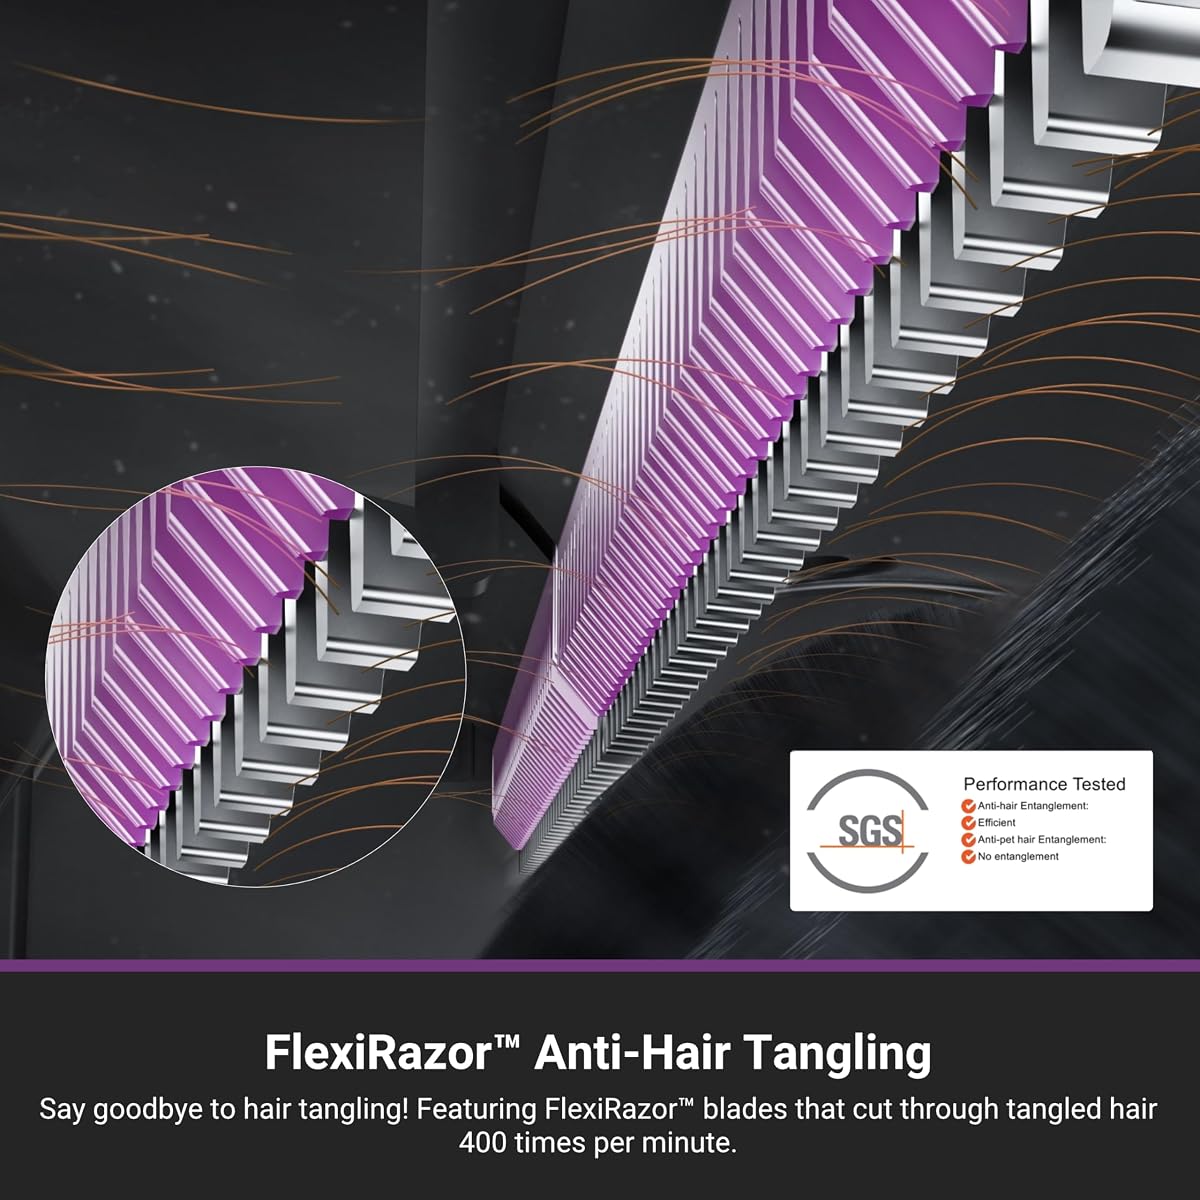 SGS
Performance Tested
Anti-hair Entanglement:
Efficient
Anti-pet hair Entanglement:
No entanglement
FlexiRazor™ Anti-Hair Tangling
Say goodbye to hair tangling! Featuring FlexiRazor™ blades that cut through tangled hair
400 times per minute.